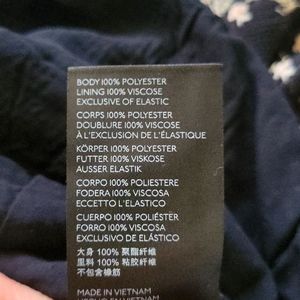 BODY 100% POLYESTER
LINING 100% VISCOSE
EXCLUSIVE OF ELASTIC
CORPS 100% POLYESTER
DOUBLURE 100% VISCOSE
À L'EXCLUSION DE L'ÉLASTIQUE
KÖRPER 100% POLYESTER
FUTTER 100% VISKOSE
AUSSER ELASTIK
CORPO 100% POLIESTERE
FODERA 100% VISCOSA
ECCETTO L'ELASTICO
CUERPO 100% POLIÉSTER
FORRO 100% VISCOSA
EXCLUSIVO DE ELÁSTICO
大身 100% 聚酯纤维
里料 100% 粘胶纤维
不包含橡筋
MADE IN VIETNAM